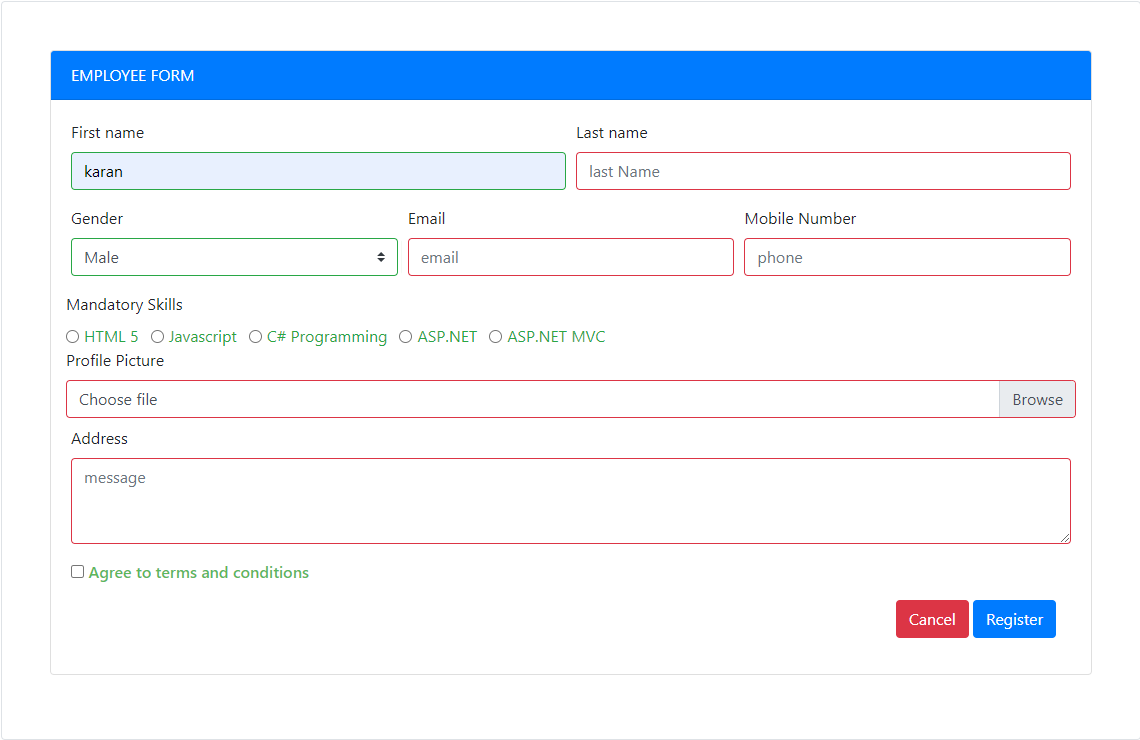 EMPLOYEE FORM
First name Last name
karan last Name
Gender Email Mobile Number
Male email phone
Mandatory Skills
HTML 5 Javascript C# Programming ASP.NET ASP.NET MVC
Profile Picture
Choose file Browse
Address
message
Agree to terms and conditions
Cancel Register